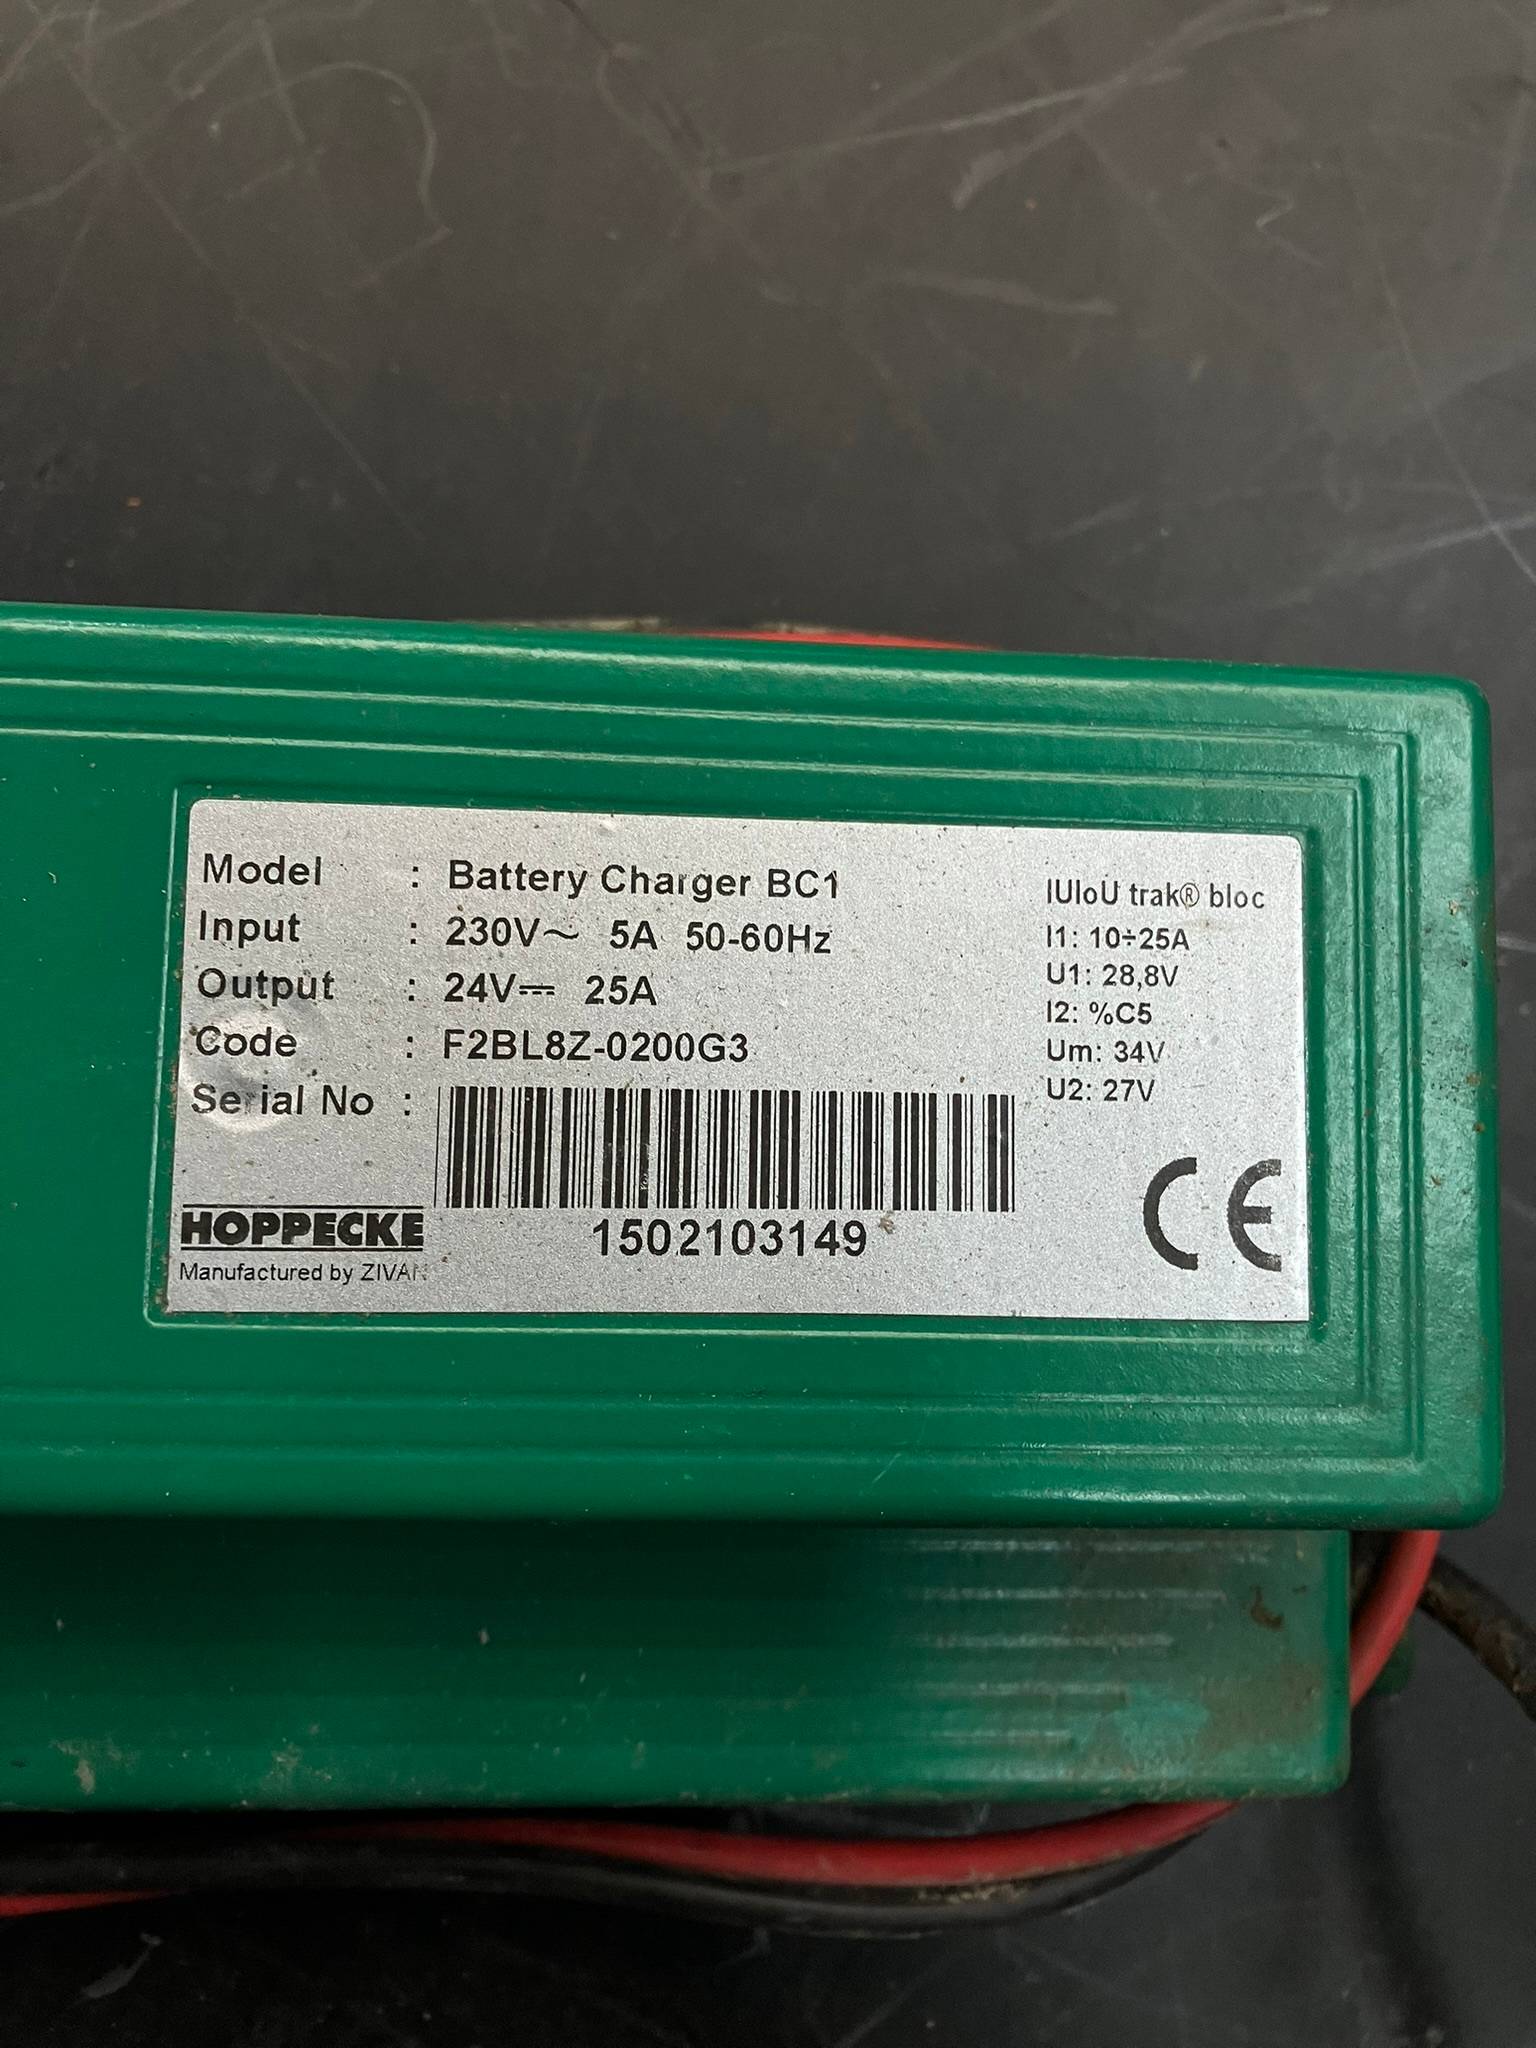 Model : Battery Charger BC1
Input : 230V~ 5A 50-60Hz
Output : 24V⎓ 25A
Code : F2BL8Z-0200G3
Serial No :
1502103149
HOPPECKE
Manufactured by ZIVAN
IUIoU trak® bloc
I1: 10÷25A
U1: 28,8V
I2: %C5
Um: 34V
U2: 27V
CE